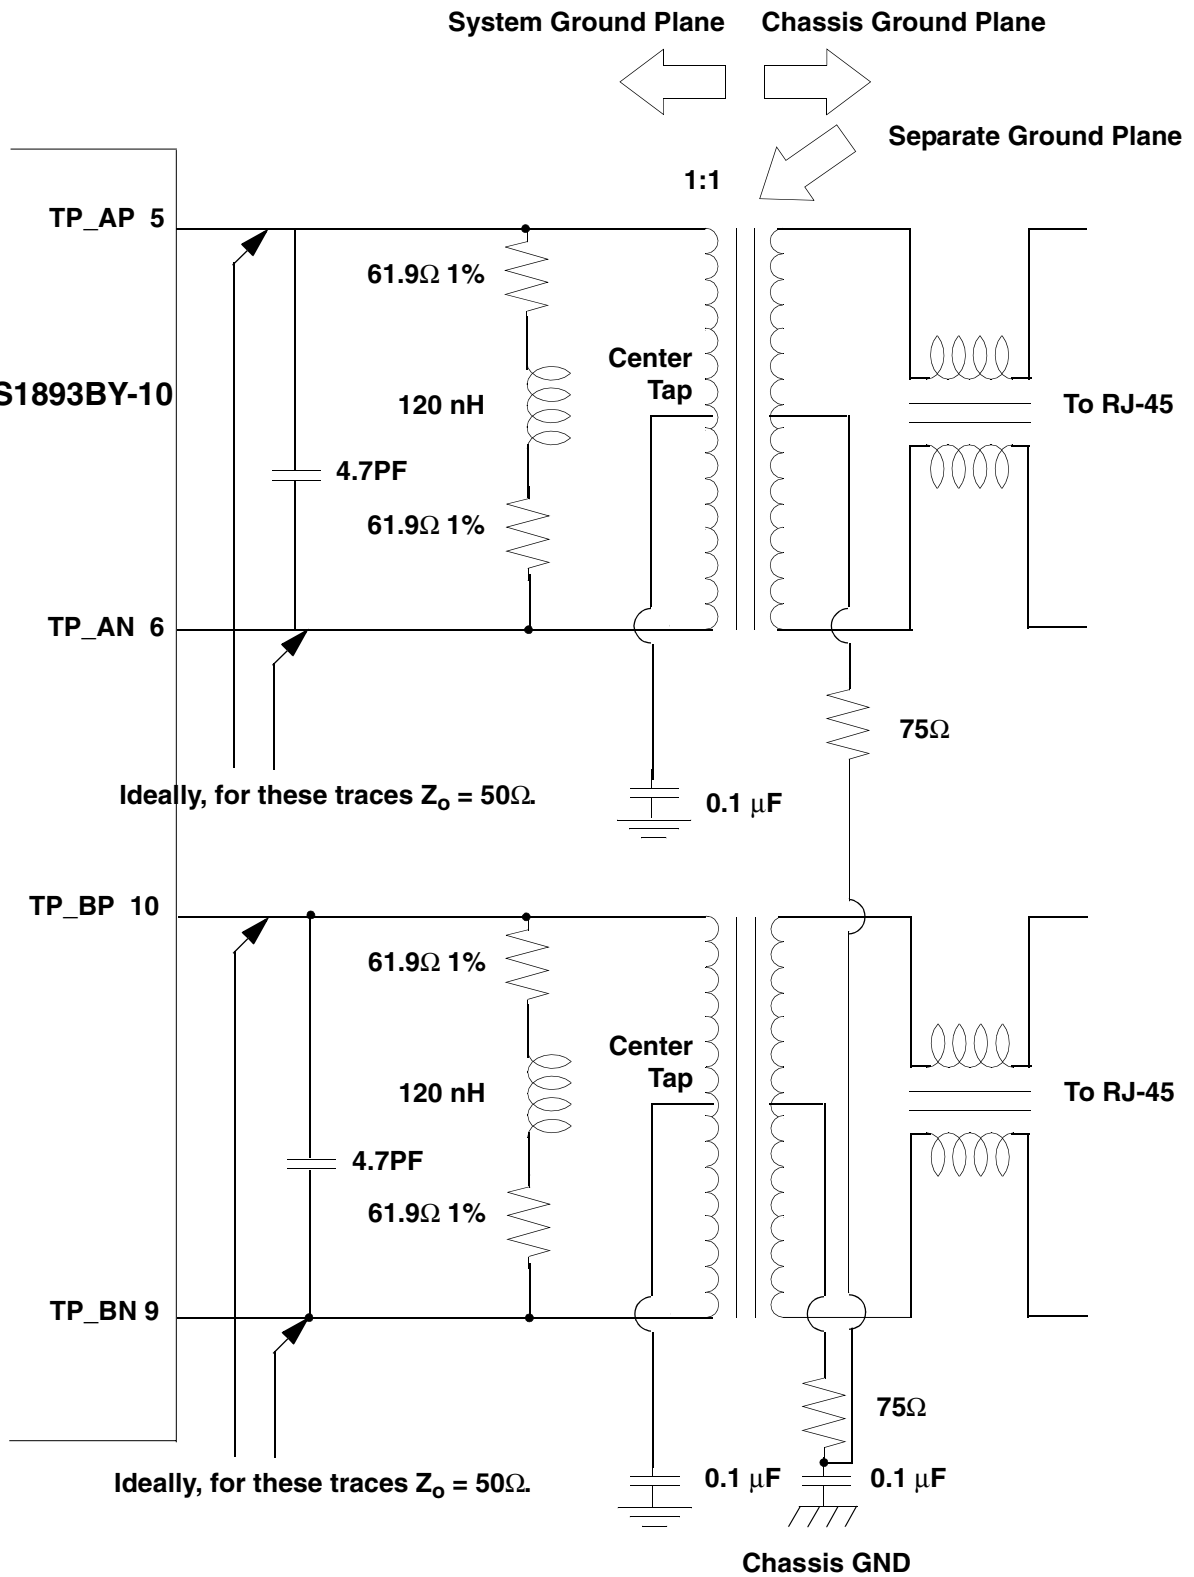 System Ground Plane
Chassis Ground Plane
Separate Ground Plane
1:1
TP_AP 5
61.9Ω 1%
Center
Tap
S1893BY-10
120 nH
To RJ-45
4.7PF
61.9Ω 1%
TP_AN 6
75Ω
Ideally, for these traces Zo = 50Ω.
0.1 μF
TP_BP 10
61.9Ω 1%
Center
Tap
120 nH
To RJ-45
4.7PF
61.9Ω 1%
TP_BN 9
75Ω
Ideally, for these traces Zo = 50Ω.
0.1 μF
0.1 μF
Chassis GND